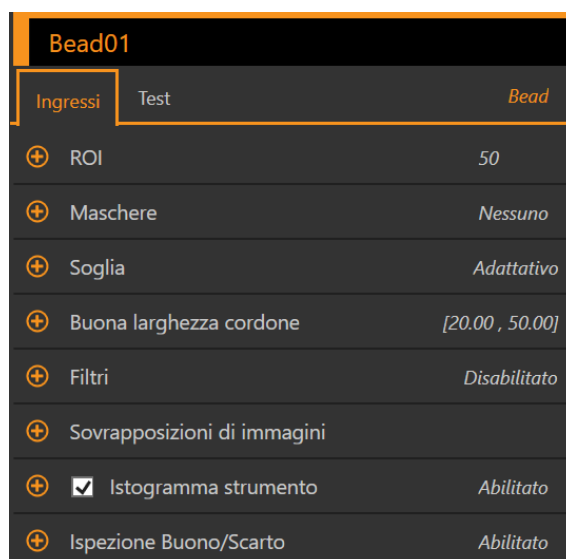 Bead01
Ingressi Test Bead
ROI 50
Maschere Nessuno
Soglia Adattativo
Buona larghezza cordone [20.00 , 50.00]
Filtri Disabilitato
Sovrapposizioni di immagini
Istogramma strumento Abilitato
Ispezione Buono/Scarto Abilitato